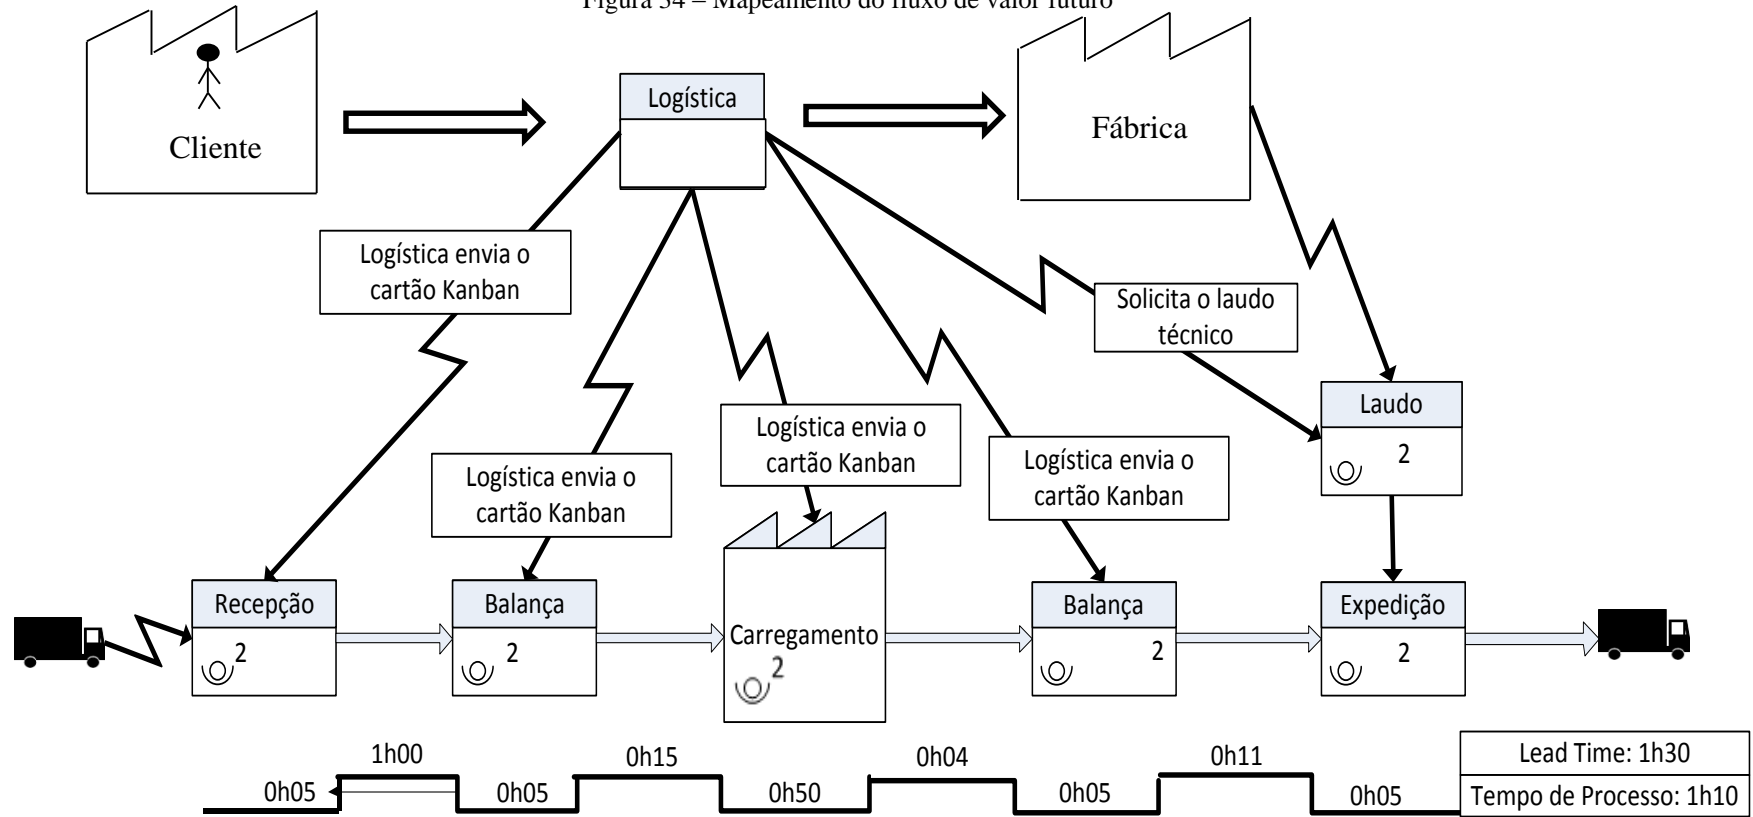 Figura 34 – Mapeamento do fluxo de valor futuro
Cliente
Logística
Fábrica
Logística envia o
cartão Kanban
Solicita o laudo
técnico
Laudo
2
Logística envia o
cartão Kanban
Logística envia o
cartão Kanban
Logística envia o
cartão Kanban
Recepção
2
Balança
2
Carregamento
2
Balança
2
Expedição
2
0h05
1h00
0h05
0h15
0h50
0h04
0h05
0h11
0h05
Lead Time: 1h30
Tempo de Processo: 1h10